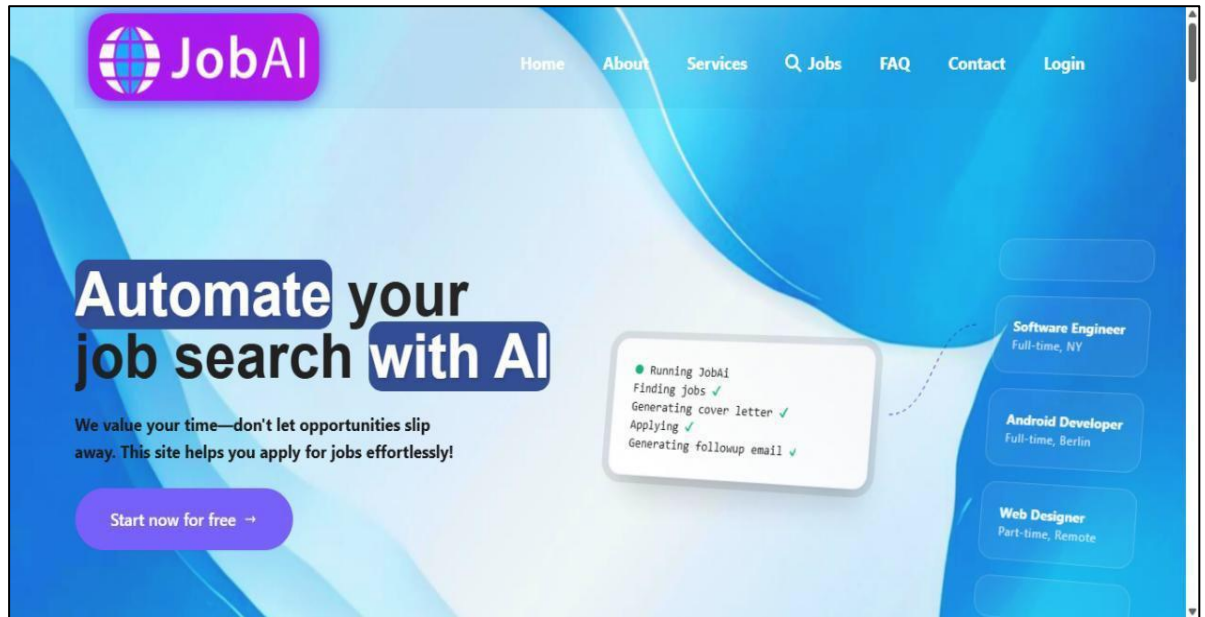 JobAI
Home About Services Jobs FAQ Contact Login
Automate your
job search with AI
We value your time—don't let opportunities slip
away. This site helps you apply for jobs effortlessly!
Start now for free →
Running JobAi
Finding jobs ✓
Generating cover letter ✓
Applying ✓
Generating followup email ✓
Software Engineer
Full-time, NY
Android Developer
Full-time, Berlin
Web Designer
Part-time, Remote